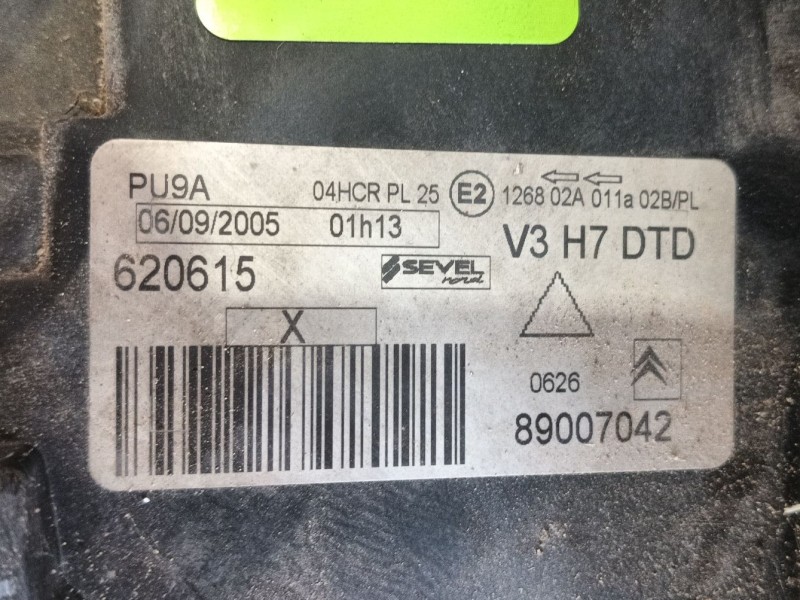 PU9A 04HCR PL 25 E2 1268 02A 011a 02B/PL
06/09/2005 01h13 V3 H7 DTD
620615 SEVEL nord
X
0626
89007042